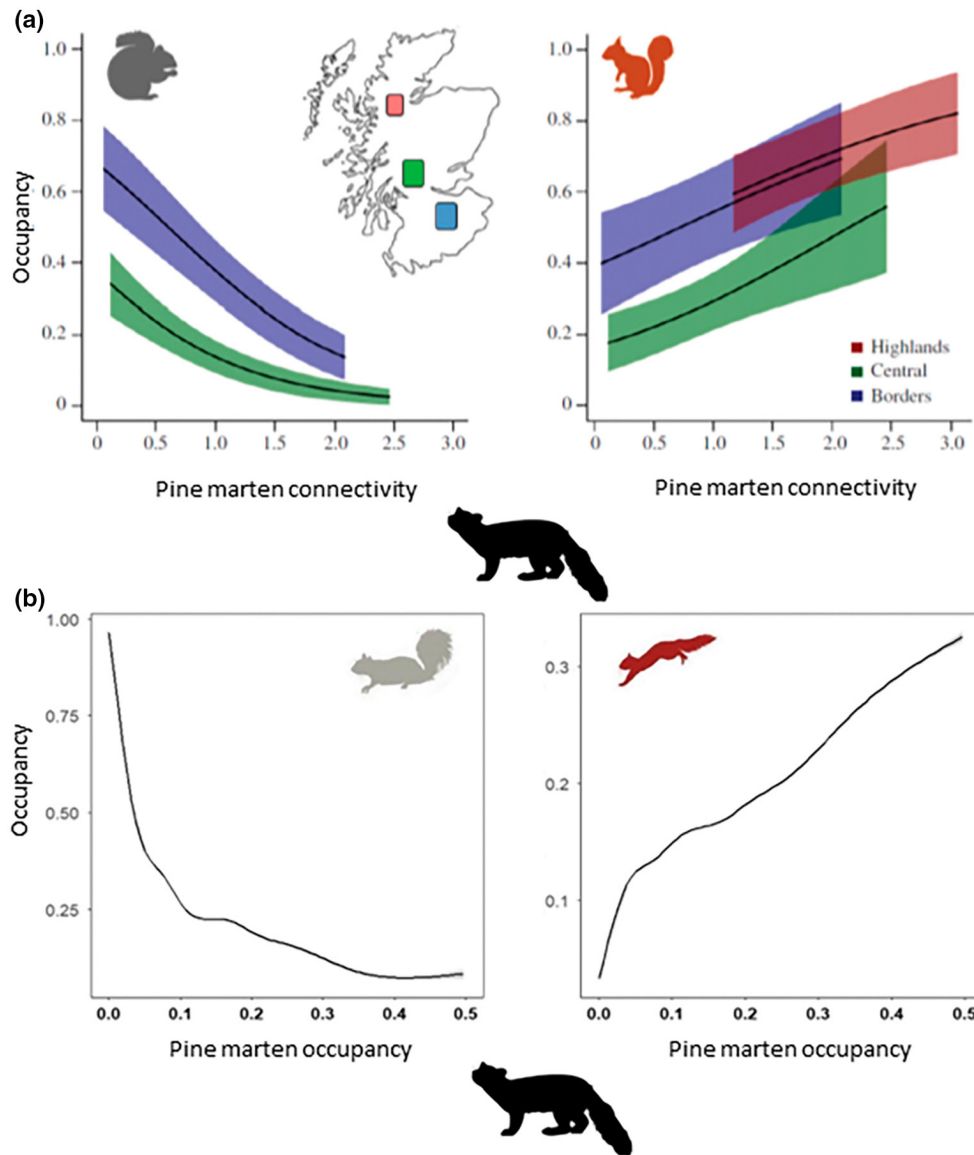 (a)
1.0
0.8
0.6
0.4
0.2
0
Occupancy
0 0.5 1.0 1.5 2.0 2.5 3.0
Pine marten connectivity
1.0
0.8
0.6
0.4
0.2
0
Highlands
Central
Borders
0 0.5 1.0 1.5 2.0 2.5 3.0
Pine marten connectivity
(b)
1.00
0.75
0.50
0.25
Occupancy
0.0 0.1 0.2 0.3 0.4 0.5
Pine marten occupancy
0.3
0.2
0.1
0.0 0.1 0.2 0.3 0.4 0.5
Pine marten occupancy